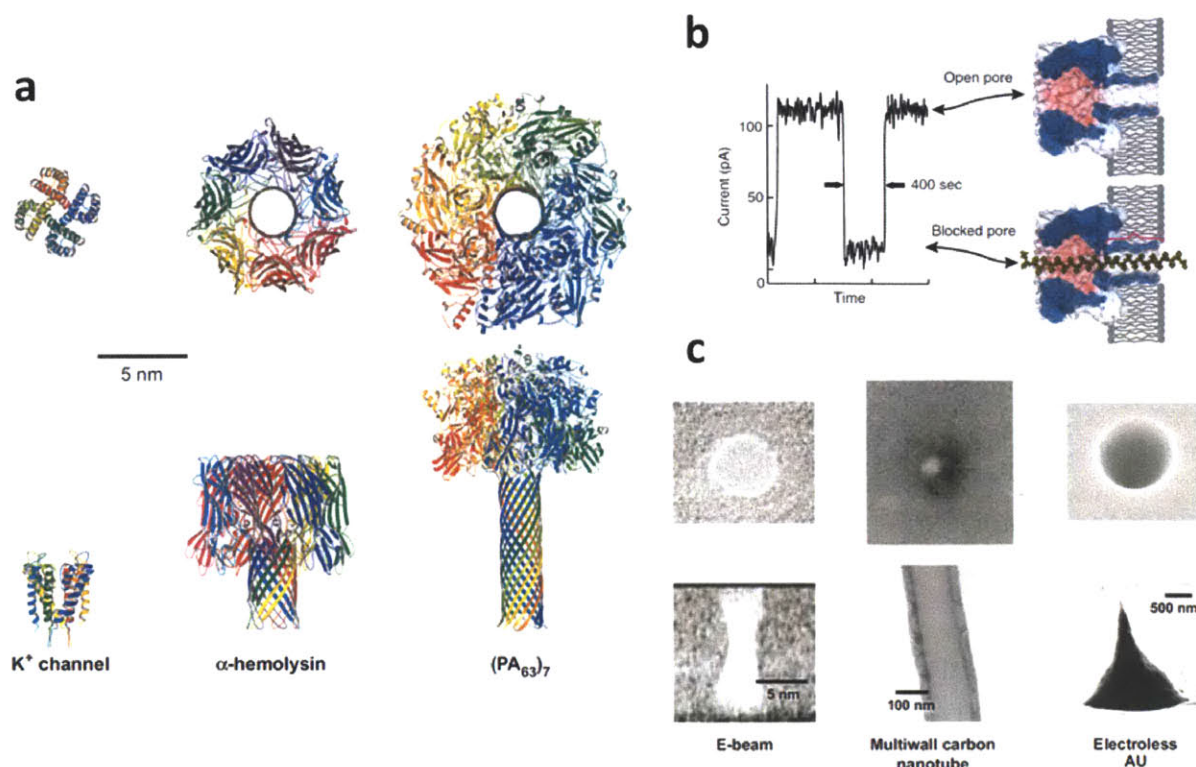 a
5 nm
K⁺ channel
α-hemolysin
(PA₆₃)₇
b
Current (pA)
100
50
0
Time
400 sec
Open pore
Blocked pore
c
5 nm
E-beam
100 nm
Multiwall carbon
nanotube
500 nm
Electroless
AU